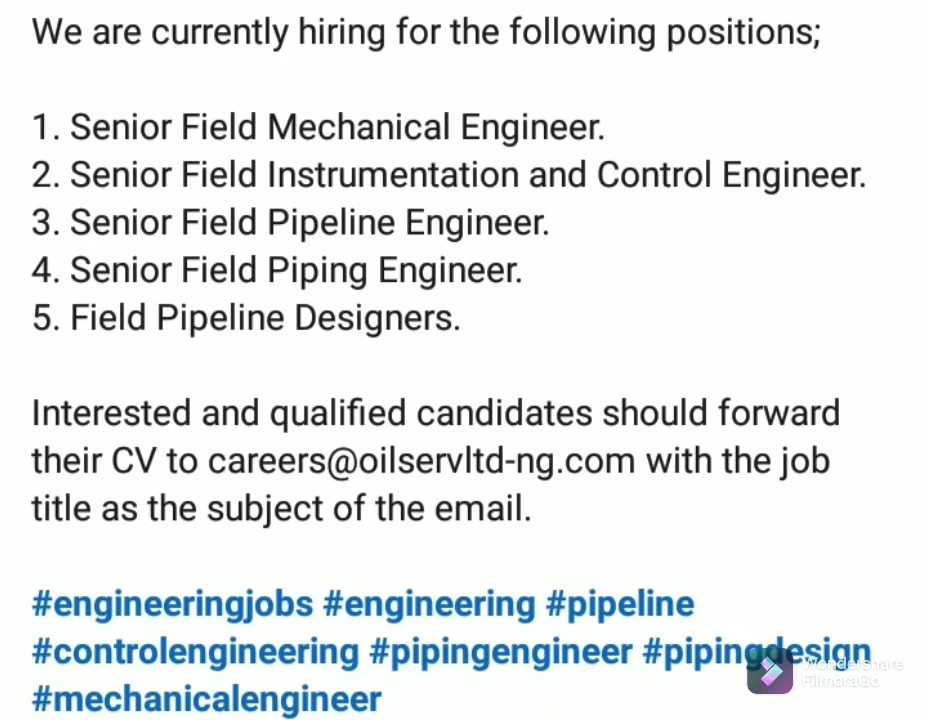 We are currently hiring for the following positions;
1. Senior Field Mechanical Engineer.
2. Senior Field Instrumentation and Control Engineer.
3. Senior Field Pipeline Engineer.
4. Senior Field Piping Engineer.
5. Field Pipeline Designers.
Interested and qualified candidates should forward
their CV to careers@oilservltd-ng.com with the job
title as the subject of the email.
#engineeringjobs #engineering #pipeline
#controlengineering #pipingengineer #pipingdesign
#mechanicalengineer
Wondershare
FilmoraGo